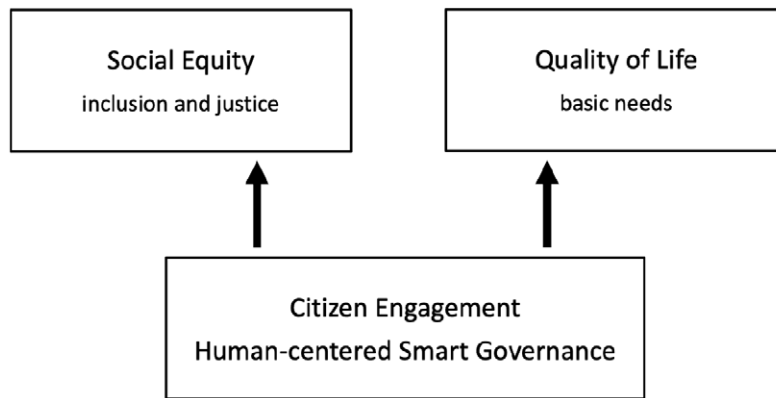 Social Equity
inclusion and justice
Quality of Life
basic needs
Citizen Engagement
Human-centered Smart Governance